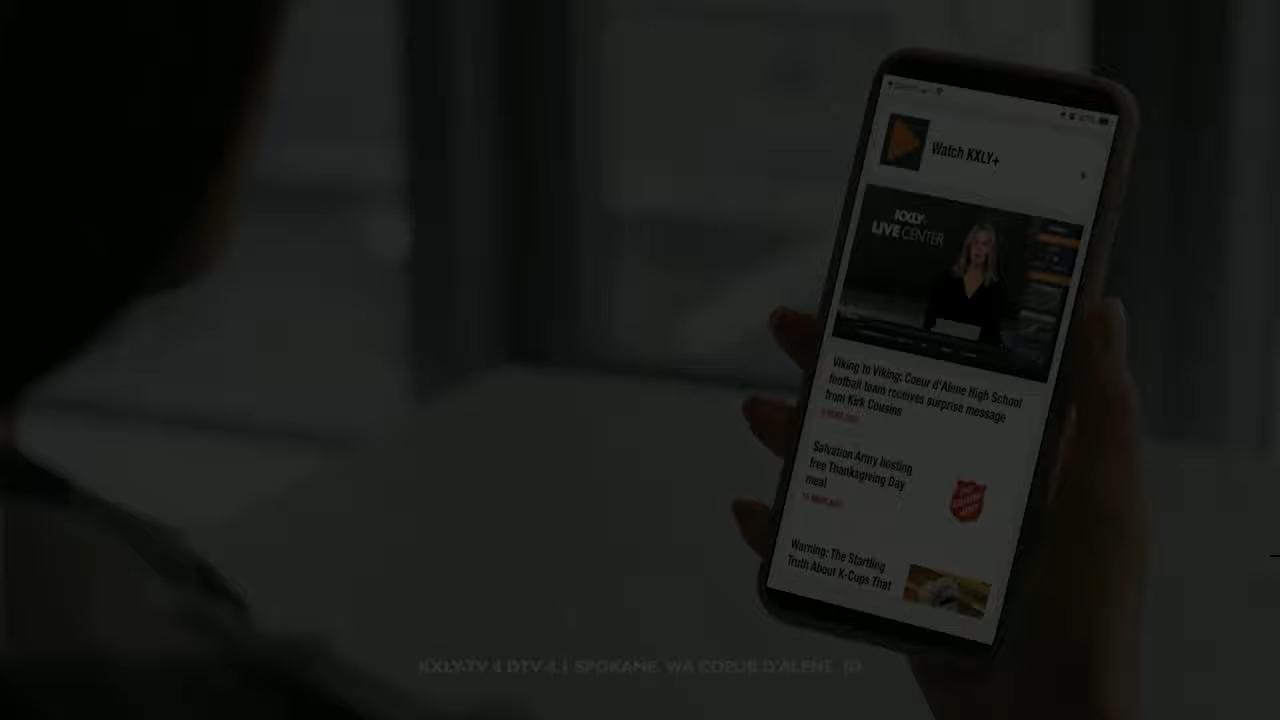 Watch KXLY+
KXLY
LIVE CENTER
Viking to Viking: Coeur d'Alene High School
football team receives surprise message
from Kirk Cousins
Salvation Army hosting
free Thanksgiving Day
meal
Warning: The Startling
Truth About K-Cups That
KXLY-TV 4 DTV-4.1 | SPOKANE, WA COEUR D'ALENE, ID